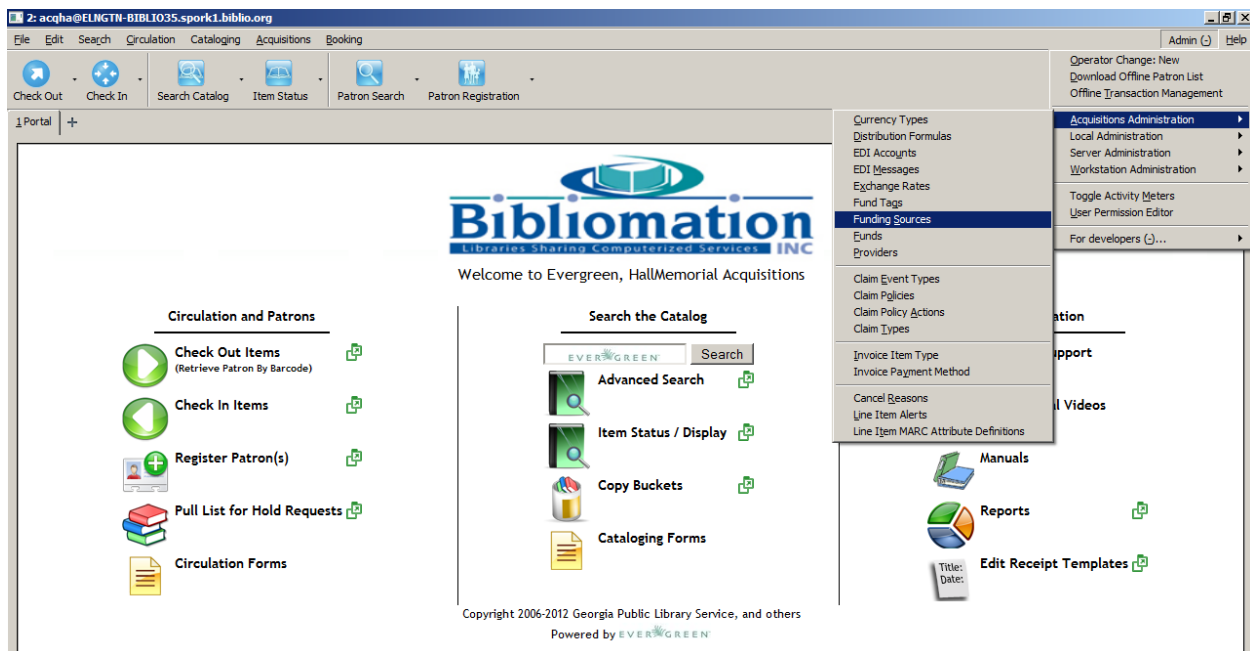 2: acqha@ELNGTN-BIBLIO35.spork1.biblio.org
File Edit Search Circulation Cataloging Acquisitions Booking Admin (-) Help
Check Out Check In Search Catalog Item Status Patron Search Patron Registration
1 Portal
Operator Change: New
Download Offline Patron List
Offline Transaction Management
Acquisitions Administration
Local Administration
Server Administration
Workstation Administration
Toggle Activity Meters
User Permission Editor
For developers (-)...
Currency Types
Distribution Formulas
EDI Accounts
EDI Messages
Exchange Rates
Fund Tags
Funding Sources
Funds
Providers
Claim Event Types
Claim Policies
Claim Policy Actions
Claim Types
Invoice Item Type
Invoice Payment Method
Cancel Reasons
Line Item Alerts
Line Item MARC Attribute Definitions
Bibliomation
Libraries Sharing Computerized Services INC
Welcome to Evergreen, HallMemorial Acquisitions
Circulation and Patrons
Check Out Items
(Retrieve Patron By Barcode)
Check In Items
Register Patron(s)
Pull List for Hold Requests
Circulation Forms
Search the Catalog
EVERGREEN Search
Advanced Search
Item Status / Display
Copy Buckets
Cataloging Forms
Manuals
Reports
Title:
Date:
Edit Receipt Templates
Copyright 2006-2012 Georgia Public Library Service, and others
Powered by EVERGREEN